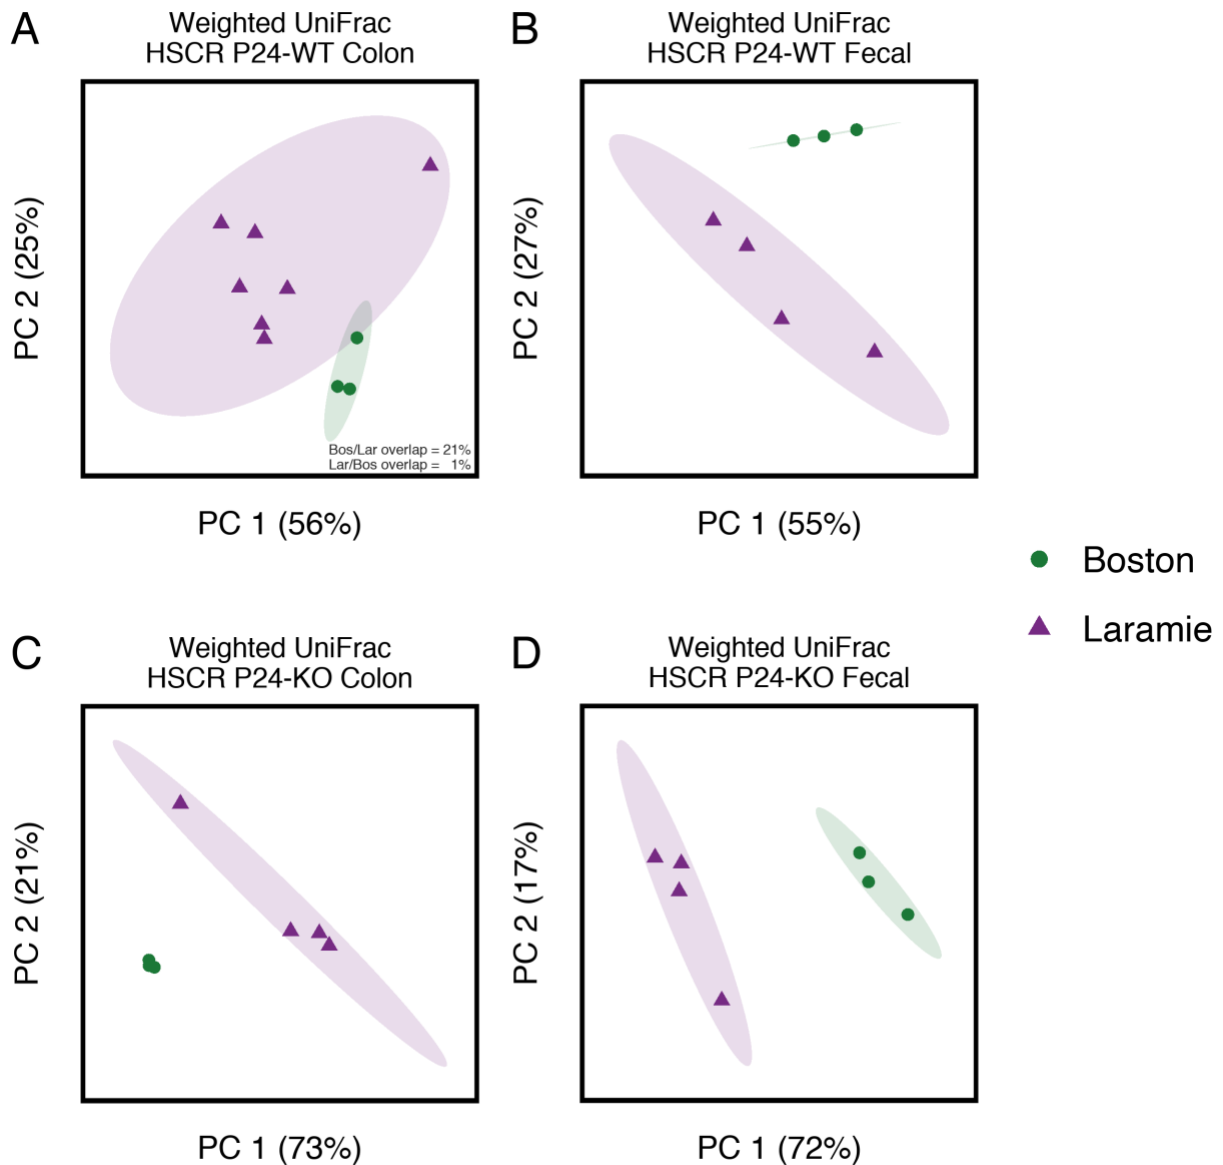 A
Weighted UniFrac
HSCR P24-WT Colon
PC 2 (25%)
Bos/Lar overlap = 21%
Lar/Bos overlap = 1%
PC 1 (56%)
B
Weighted UniFrac
HSCR P24-WT Fecal
PC 2 (27%)
PC 1 (55%)
Boston
Laramie
C
Weighted UniFrac
HSCR P24-KO Colon
PC 2 (21%)
PC 1 (73%)
D
Weighted UniFrac
HSCR P24-KO Fecal
PC 2 (17%)
PC 1 (72%)